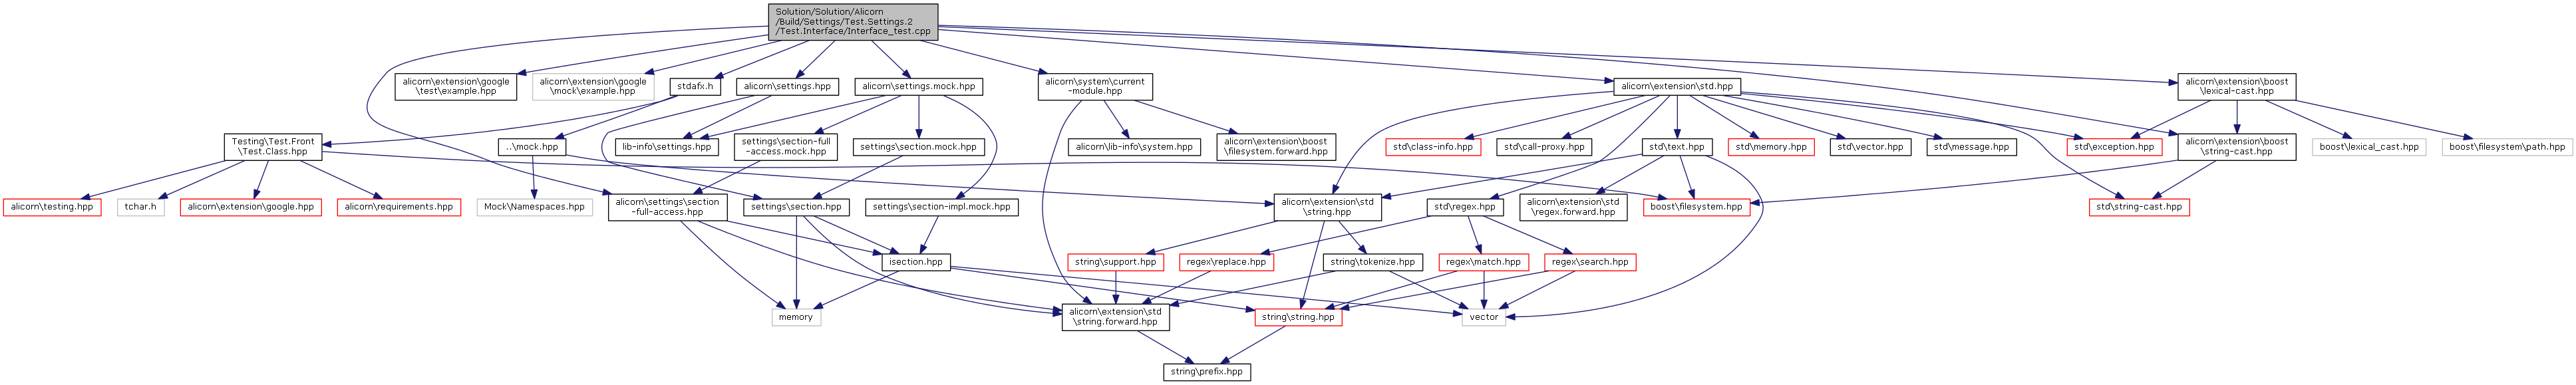 Solution/Solution/Alicorn
/Build/Settings/Test.Settings.2
/Test.Interface/Interface_test.cpp
alicorn\extension\google
\test\example.hpp
alicorn\extension\google
\mock\example.hpp
stdafx.h
alicorn\settings.hpp
alicorn\settings.mock.hpp
alicorn\system\current
-module.hpp
alicorn\extension\std.hpp
alicorn\extension\boost
\lexical-cast.hpp
Testing\Test.Front
\Test.Class.hpp
..\mock.hpp
lib-info\settings.hpp
settings\section-full
-access.mock.hpp
settings\section.mock.hpp
alicorn\lib-info\system.hpp
alicorn\extension\boost
\filesystem.forward.hpp
std\class-info.hpp
std\call-proxy.hpp
std\text.hpp
std\memory.hpp
std\vector.hpp
std\message.hpp
std\exception.hpp
alicorn\extension\boost
\string-cast.hpp
boost\lexical_cast.hpp
boost\filesystem\path.hpp
alicorn\testing.hpp
tchar.h
alicorn\extension\google.hpp
alicorn\requirements.hpp
Mock\Namespaces.hpp
alicorn\settings\section
-full-access.hpp
settings\section.hpp
settings\section-impl.mock.hpp
alicorn\extension\std
\string.hpp
std\regex.hpp
alicorn\extension\std
\regex.forward.hpp
boost\filesystem.hpp
std\string-cast.hpp
isection.hpp
string\support.hpp
regex\replace.hpp
string\tokenize.hpp
regex\match.hpp
regex\search.hpp
memory
alicorn\extension\std
\string.forward.hpp
string\string.hpp
vector
string\prefix.hpp